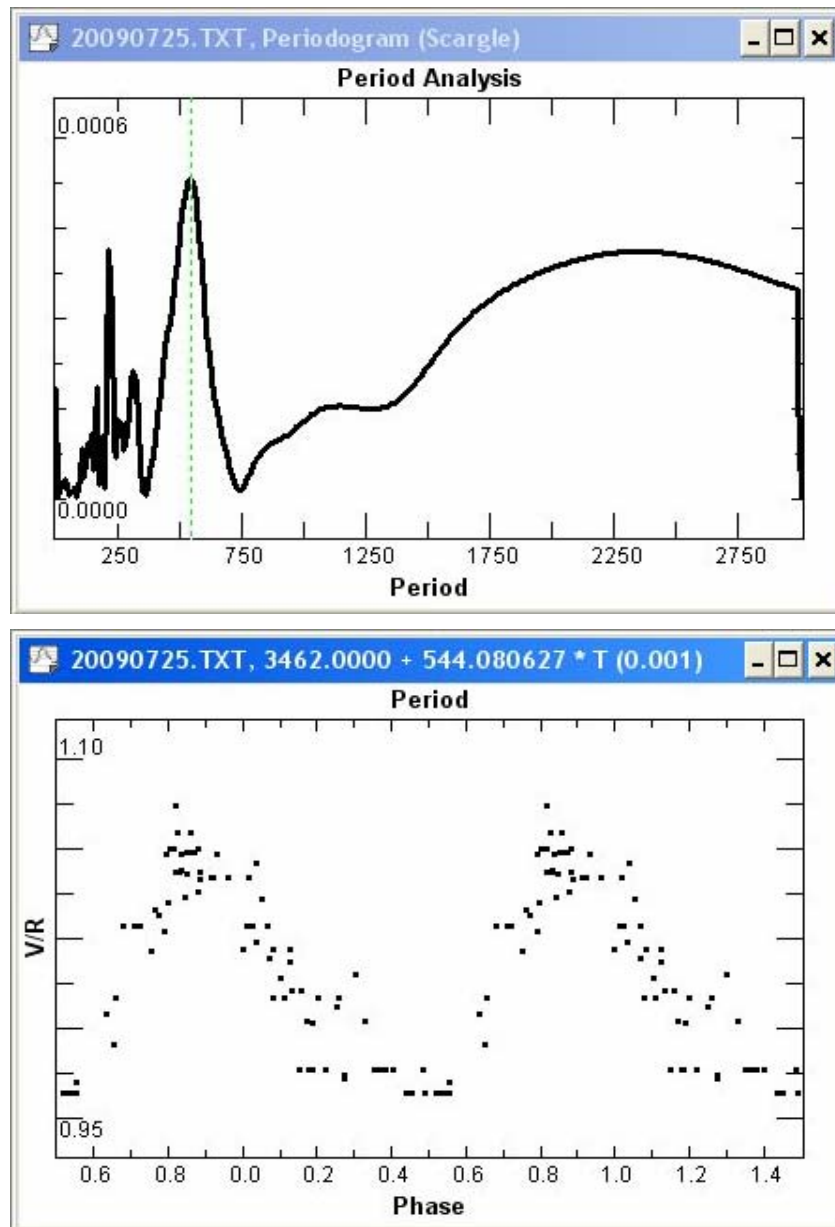 20090725.TXT, Periodogram (Scargle)
Period Analysis
0.0006
0.0000
250 750 1250 1750 2250 2750
Period
20090725.TXT, 3462.0000 + 544.080627 * T (0.001)
Period
1.10
V/R
0.95
0.6 0.8 0.0 0.2 0.4 0.6 0.8 1.0 1.2 1.4
Phase